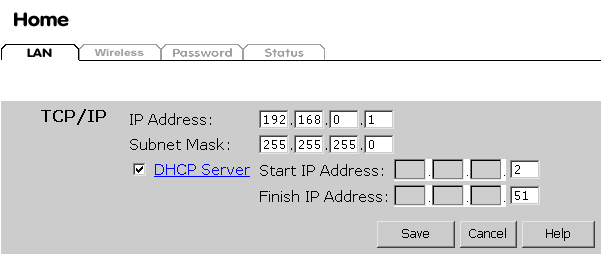 Home
LAN Wireless Password Status
TCP/IP IP Address: 192.168.0.1
Subnet Mask: 255.255.255.0
DHCP Server Start IP Address: . . . 2
Finish IP Address: . . . 51
Save Cancel Help